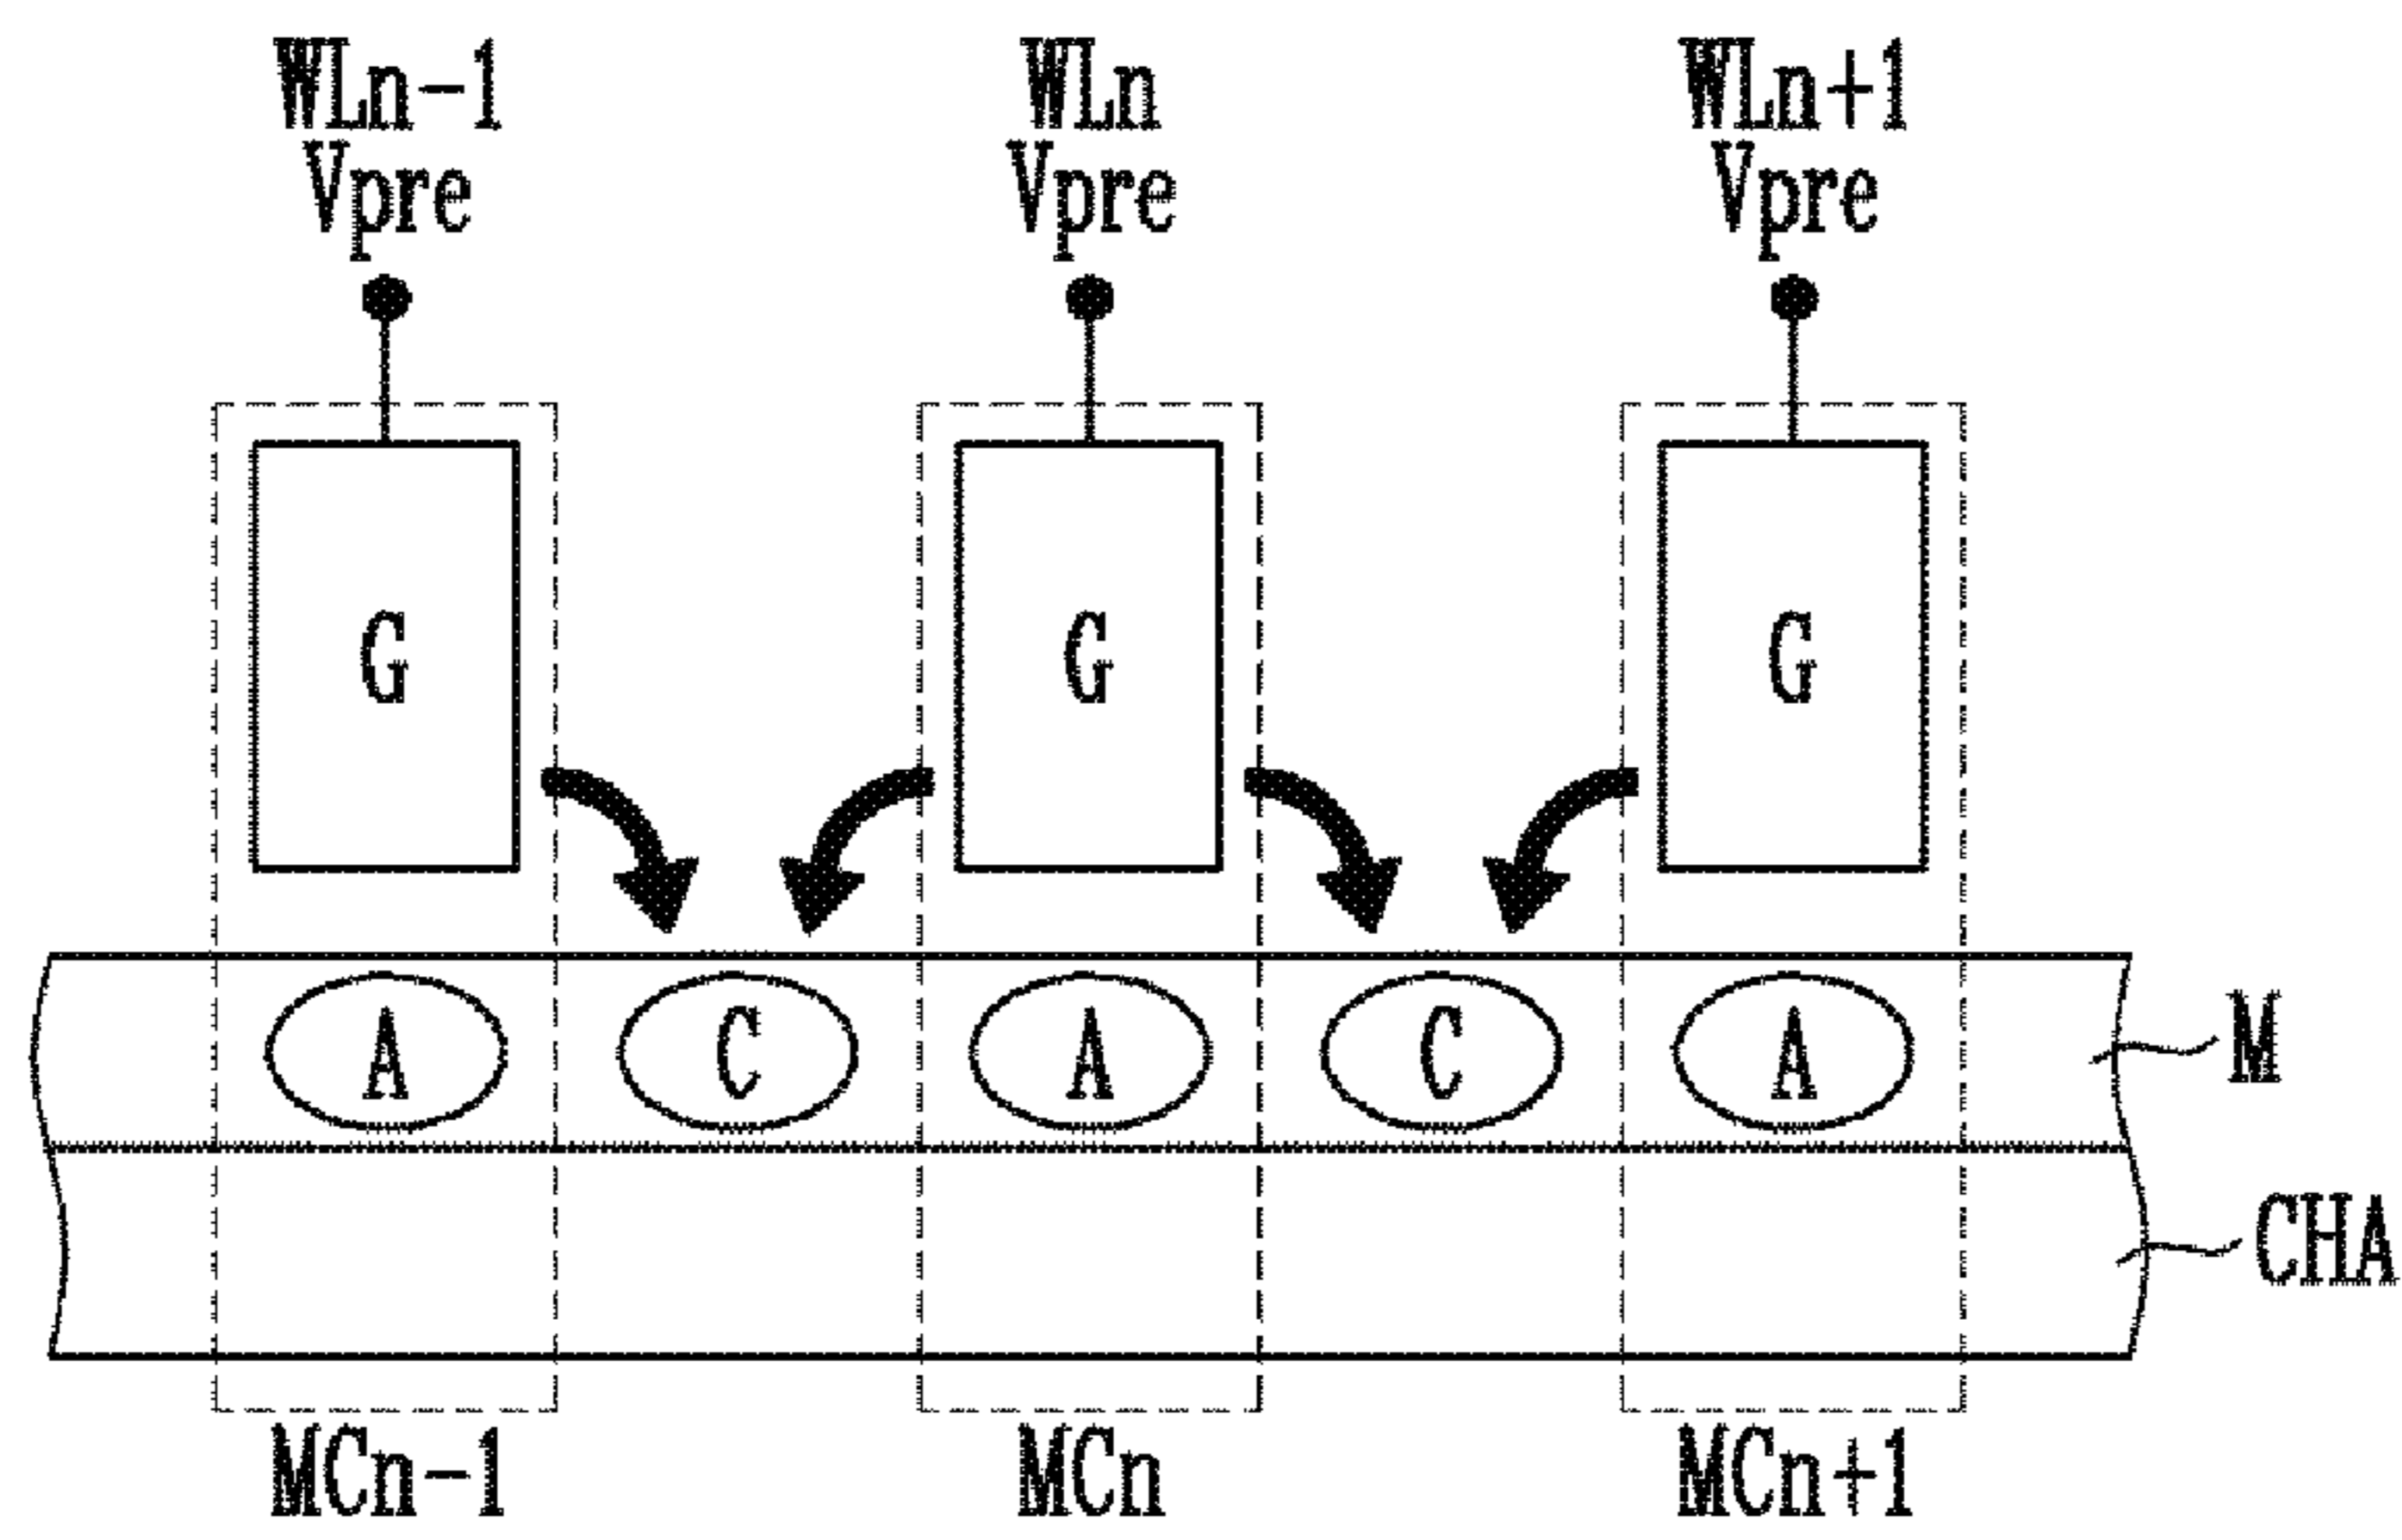 WLn-1 WLn WLn+1
Vpre Vpre Vpre
G G G
A C A C A M
CHA
MCn-1 MCn MCn+1